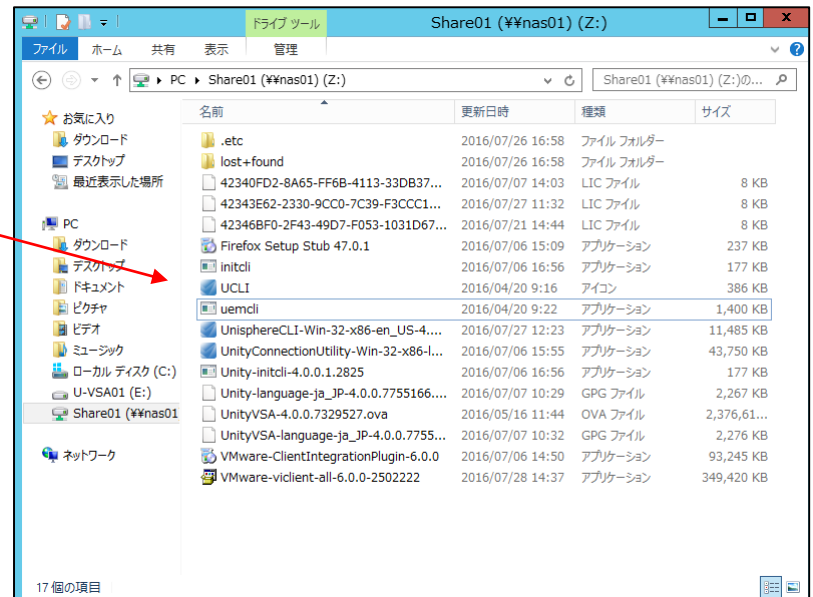 ドライブ ツール
Share01 (¥¥nas01) (Z:)
ファイル ホーム 共有 表示 管理
PC ▸ Share01 (¥¥nas01) (Z:)
Share01 (¥¥nas01) (Z:)の...
名前 更新日時 種類 サイズ
お気に入り
ダウンロード
デスクトップ
最近表示した場所
PC
ダウンロード
デスクトップ
ドキュメント
ピクチャ
ビデオ
ミュージック
ローカル ディスク (C:)
U-VSA01 (E:)
Share01 (¥¥nas01
ネットワーク
.etc 2016/07/26 16:58 ファイル フォルダー
lost+found 2016/07/26 16:58 ファイル フォルダー
42340FD2-8A65-FF6B-4113-33DB37... 2016/07/07 14:03 LIC ファイル 8 KB
42343E62-2330-9CC0-7C39-F3CCC1... 2016/07/27 11:32 LIC ファイル 8 KB
42346BF0-2F43-49D7-F053-1031D67... 2016/07/21 14:44 LIC ファイル 8 KB
Firefox Setup Stub 47.0.1 2016/07/06 15:09 アプリケーション 237 KB
initcli 2016/07/06 16:56 アプリケーション 177 KB
UCLI 2016/04/20 9:16 アイコン 386 KB
uemcli 2016/04/20 9:22 アプリケーション 1,400 KB
UnisphereCLI-Win-32-x86-en_US-4.... 2016/07/27 12:23 アプリケーション 11,485 KB
UnityConnectionUtility-Win-32-x86-l... 2016/07/06 15:55 アプリケーション 43,750 KB
Unity-initcli-4.0.0.1.2825 2016/07/06 16:56 アプリケーション 177 KB
Unity-language-ja_JP-4.0.0.7755166.... 2016/07/07 10:29 GPG ファイル 2,267 KB
UnityVSA-4.0.0.7329527.ova 2016/05/16 11:44 OVA ファイル 2,376,61...
UnityVSA-language-ja_JP-4.0.0.7755... 2016/07/07 10:32 GPG ファイル 2,276 KB
VMware-ClientIntegrationPlugin-6.0.0 2016/07/06 14:50 アプリケーション 93,245 KB
VMware-viclient-all-6.0.0-2502222 2016/07/28 14:37 アプリケーション 349,420 KB
17 個の項目